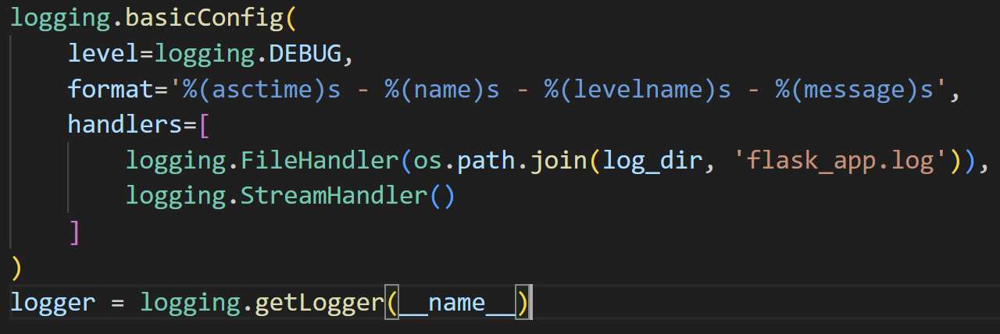 logging.basicConfig(
    level=logging.DEBUG,
    format='%(asctime)s - %(name)s - %(levelname)s - %(message)s',
    handlers=[
        logging.FileHandler(os.path.join(log_dir, 'flask_app.log')),
        logging.StreamHandler()
    ]
)
logger = logging.getLogger(__name__)